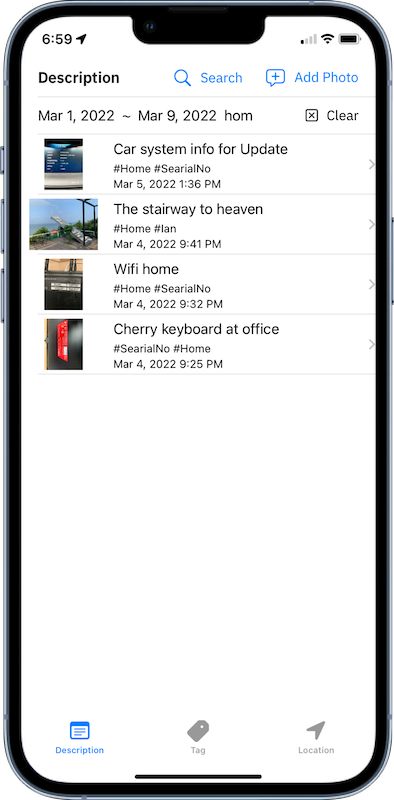 6:59
Description Search Add Photo
Mar 1, 2022 ~ Mar 9, 2022 hom Clear
Car system info for Update
#Home #SearialNo
Mar 5, 2022 1:36 PM
The stairway to heaven
#Home #Ian
Mar 4, 2022 9:41 PM
Wifi home
#Home #SearialNo
Mar 4, 2022 9:32 PM
Cherry keyboard at office
#SearialNo #Home
Mar 4, 2022 9:25 PM
Description Tag Location